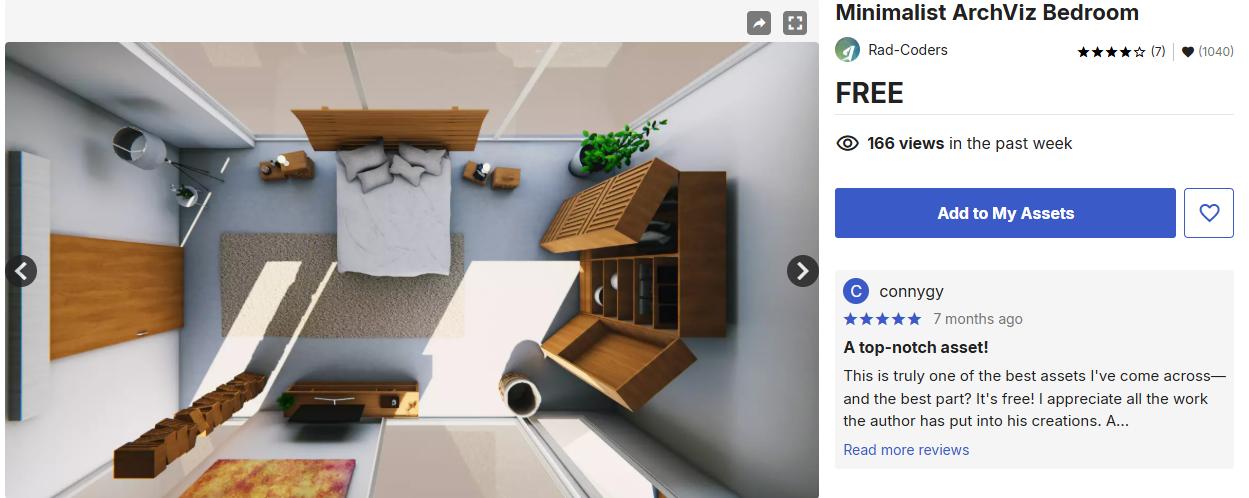 Minimalist ArchViz Bedroom
Rad-Coders
(7)
(1040)
FREE
166 views in the past week
Add to My Assets
C
connygy
7 months ago
A top-notch asset!
This is truly one of the best assets I've come across—
and the best part? It's free! I appreciate all the work
the author has put into his creations. A...
Read more reviews